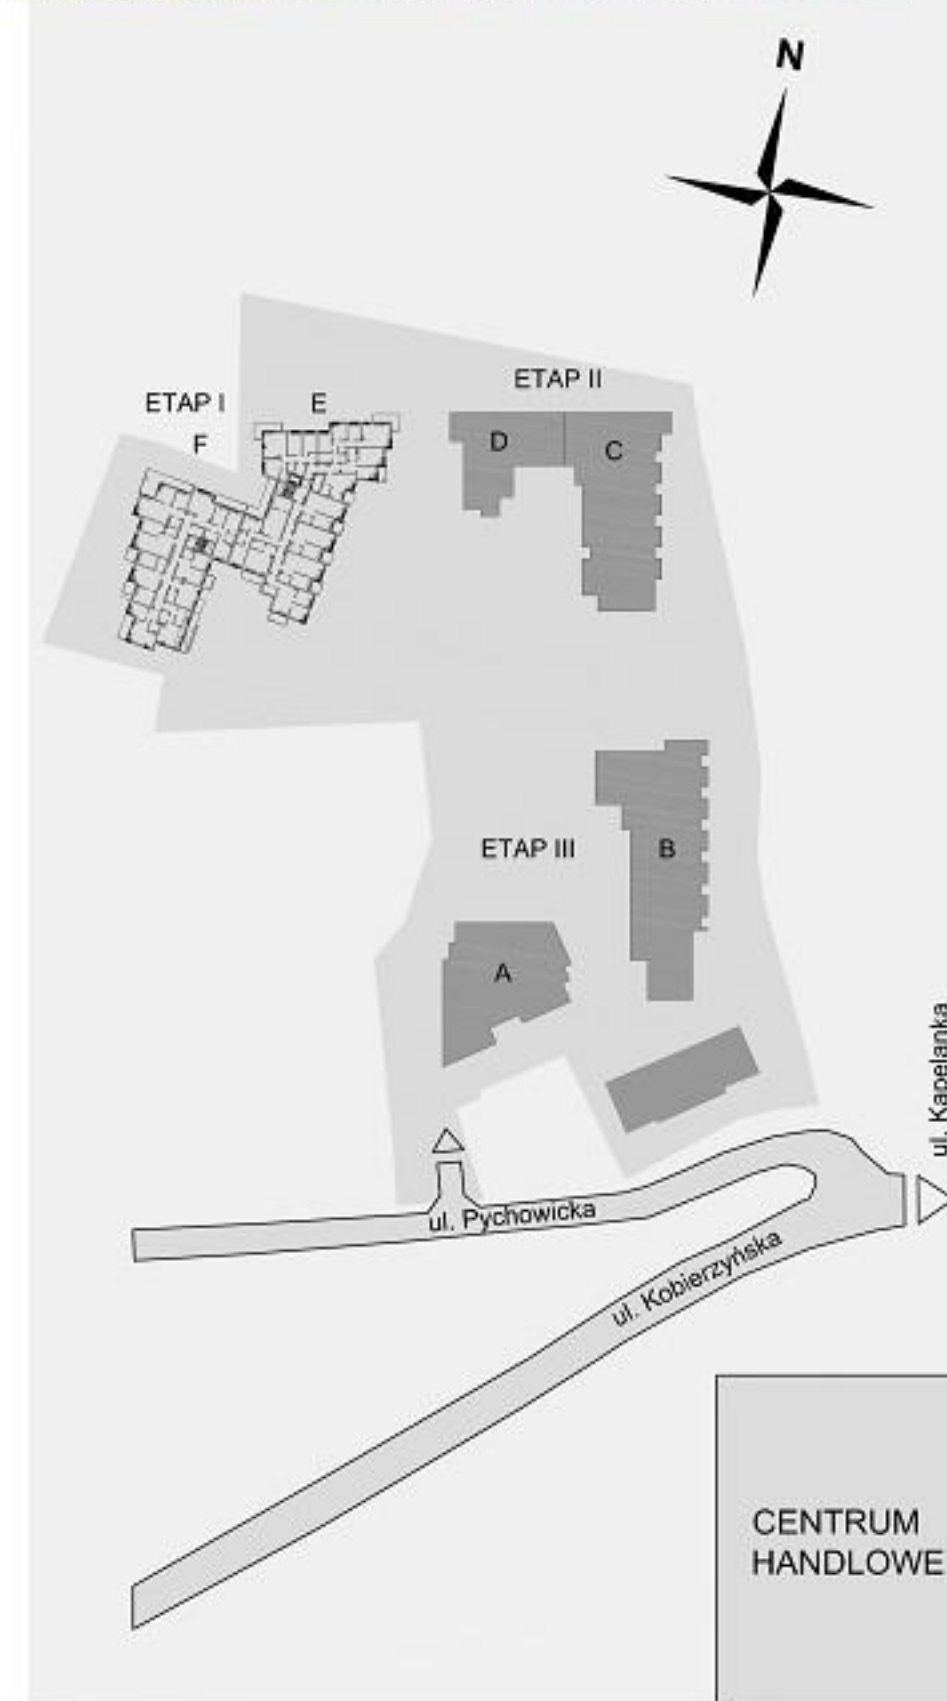 N
ETAP II
ETAP I
E
F
D
C
ETAP III
B
A
ul. Kapelanka
ul. Pychowicka
ul. Kobierzyńska
CENTRUM
HANDLOWE